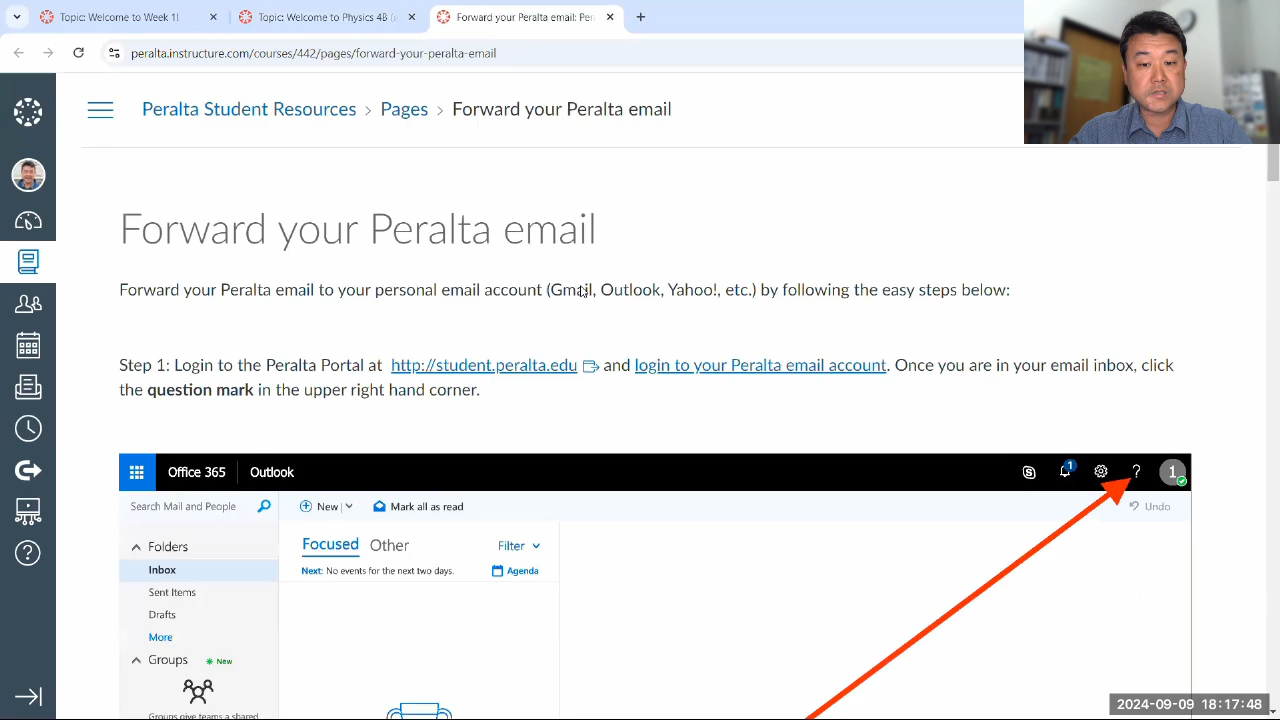 Topic: Welcome to Week 1!
Topic: Welcome to Physics 4B (
Forward your Peralta email: Per
peralta.instructure.com/courses/442/pages/forward-your-peralta-email
Peralta Student Resources > Pages > Forward your Peralta email
Forward your Peralta email
Forward your Peralta email to your personal email account (Gmail, Outlook, Yahoo!, etc.) by following the easy steps below:
Step 1: Login to the Peralta Portal at http://student.peralta.edu and login to your Peralta email account. Once you are in your email inbox, click
the question mark in the upper right hand corner.
Office 365 Outlook 1 ? 1
Search Mail and People New Mark all as read Undo
Folders Focused Other Filter
Inbox Next: No events for the next two days. Agenda
Sent Items
Drafts
More
Groups New
Groups give teams a shared
2024-09-09 18:17:48